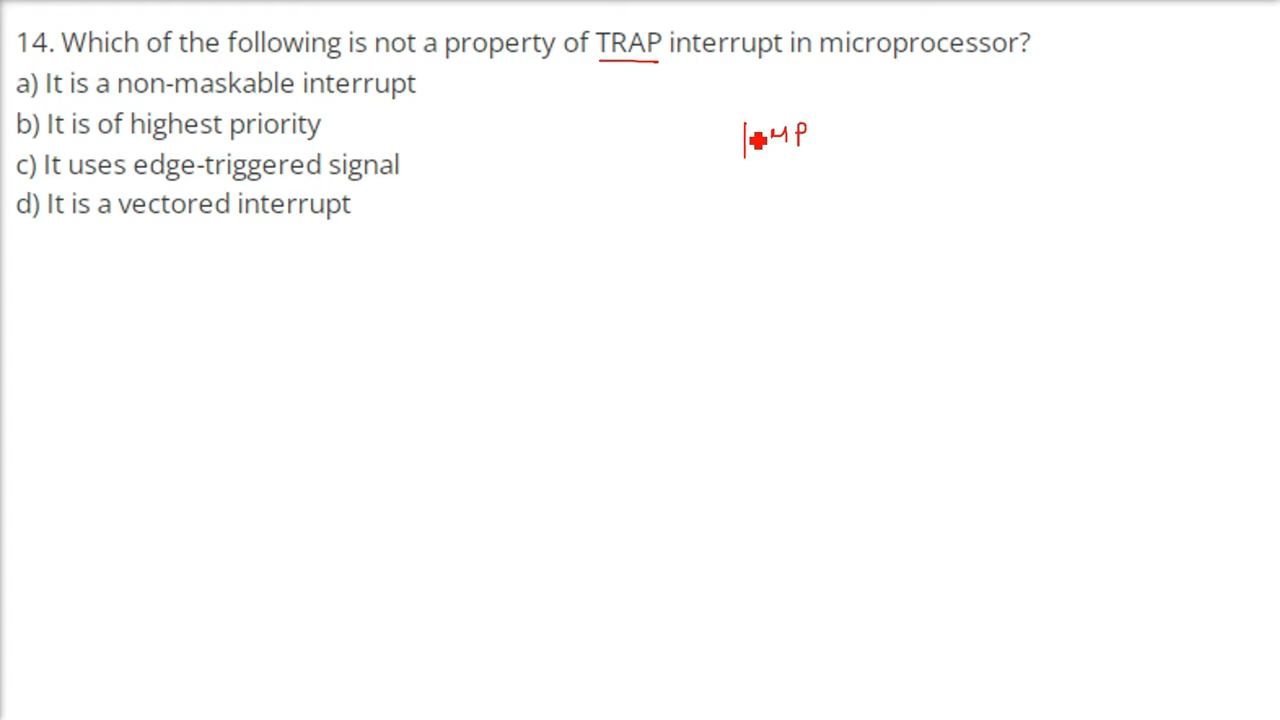 14. Which of the following is not a property of TRAP interrupt in microprocessor?
a) It is a non-maskable interrupt
b) It is of highest priority
μP
c) It uses edge-triggered signal
d) It is a vectored interrupt